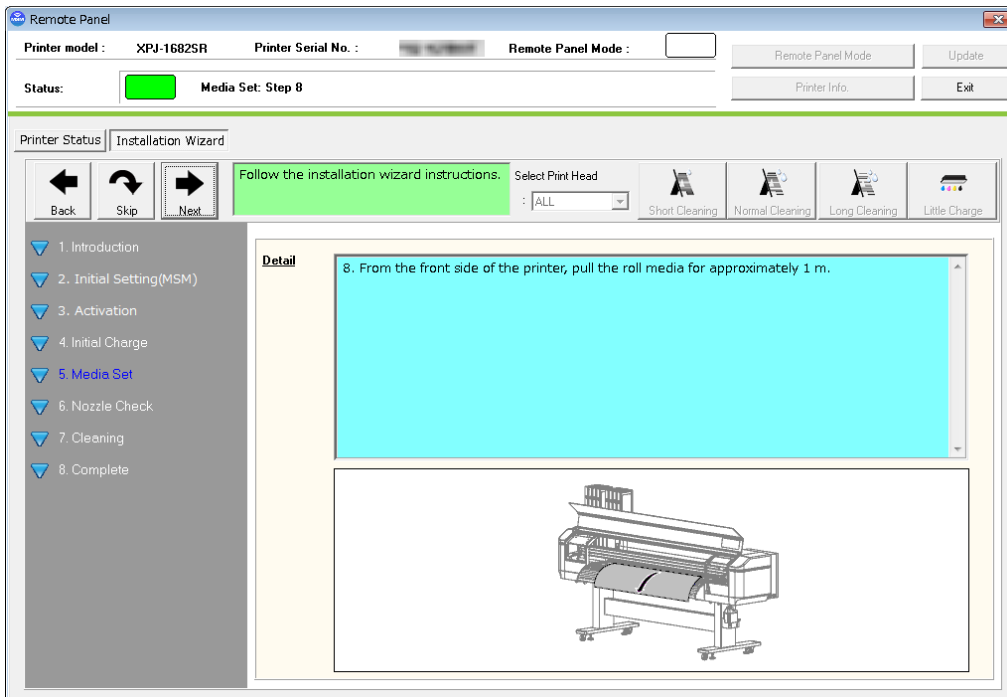 Remote Panel
Printer model : XPJ-1682SR Printer Serial No. : Remote Panel Mode :
Remote Panel Mode Update
Status: Media Set: Step 8
Printer Info. Exit
Printer Status Installation Wizard
Back Skip Next
Follow the installation wizard instructions.
Select Print Head
: ALL
Short Cleaning Normal Cleaning Long Cleaning Little Charge
1. Introduction
2. Initial Setting(MSM)
3. Activation
4. Initial Charge
5. Media Set
6. Nozzle Check
7. Cleaning
8. Complete
Detail
8. From the front side of the printer, pull the roll media for approximately 1 m.